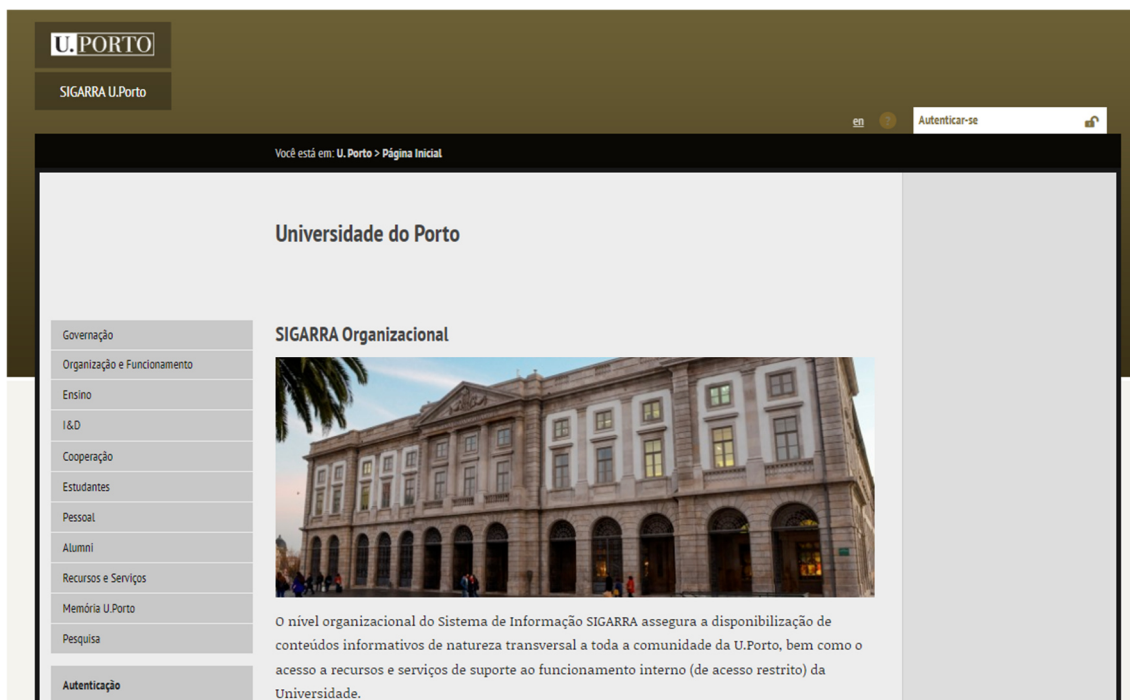 U. PORTO
SIGARRA U.Porto
en ? Autenticar-se
Você está em: U. Porto > Página Inicial
Universidade do Porto
Governação
Organização e Funcionamento
Ensino
I&D
Cooperação
Estudantes
Pessoal
Alumni
Recursos e Serviços
Memória U.Porto
Pesquisa
Autenticação
SIGARRA Organizacional
O nível organizacional do Sistema de Informação SIGARRA assegura a disponibilização de
conteúdos informativos de natureza transversal a toda a comunidade da U.Porto, bem como o
acesso a recursos e serviços de suporte ao funcionamento interno (de acesso restrito) da
Universidade.